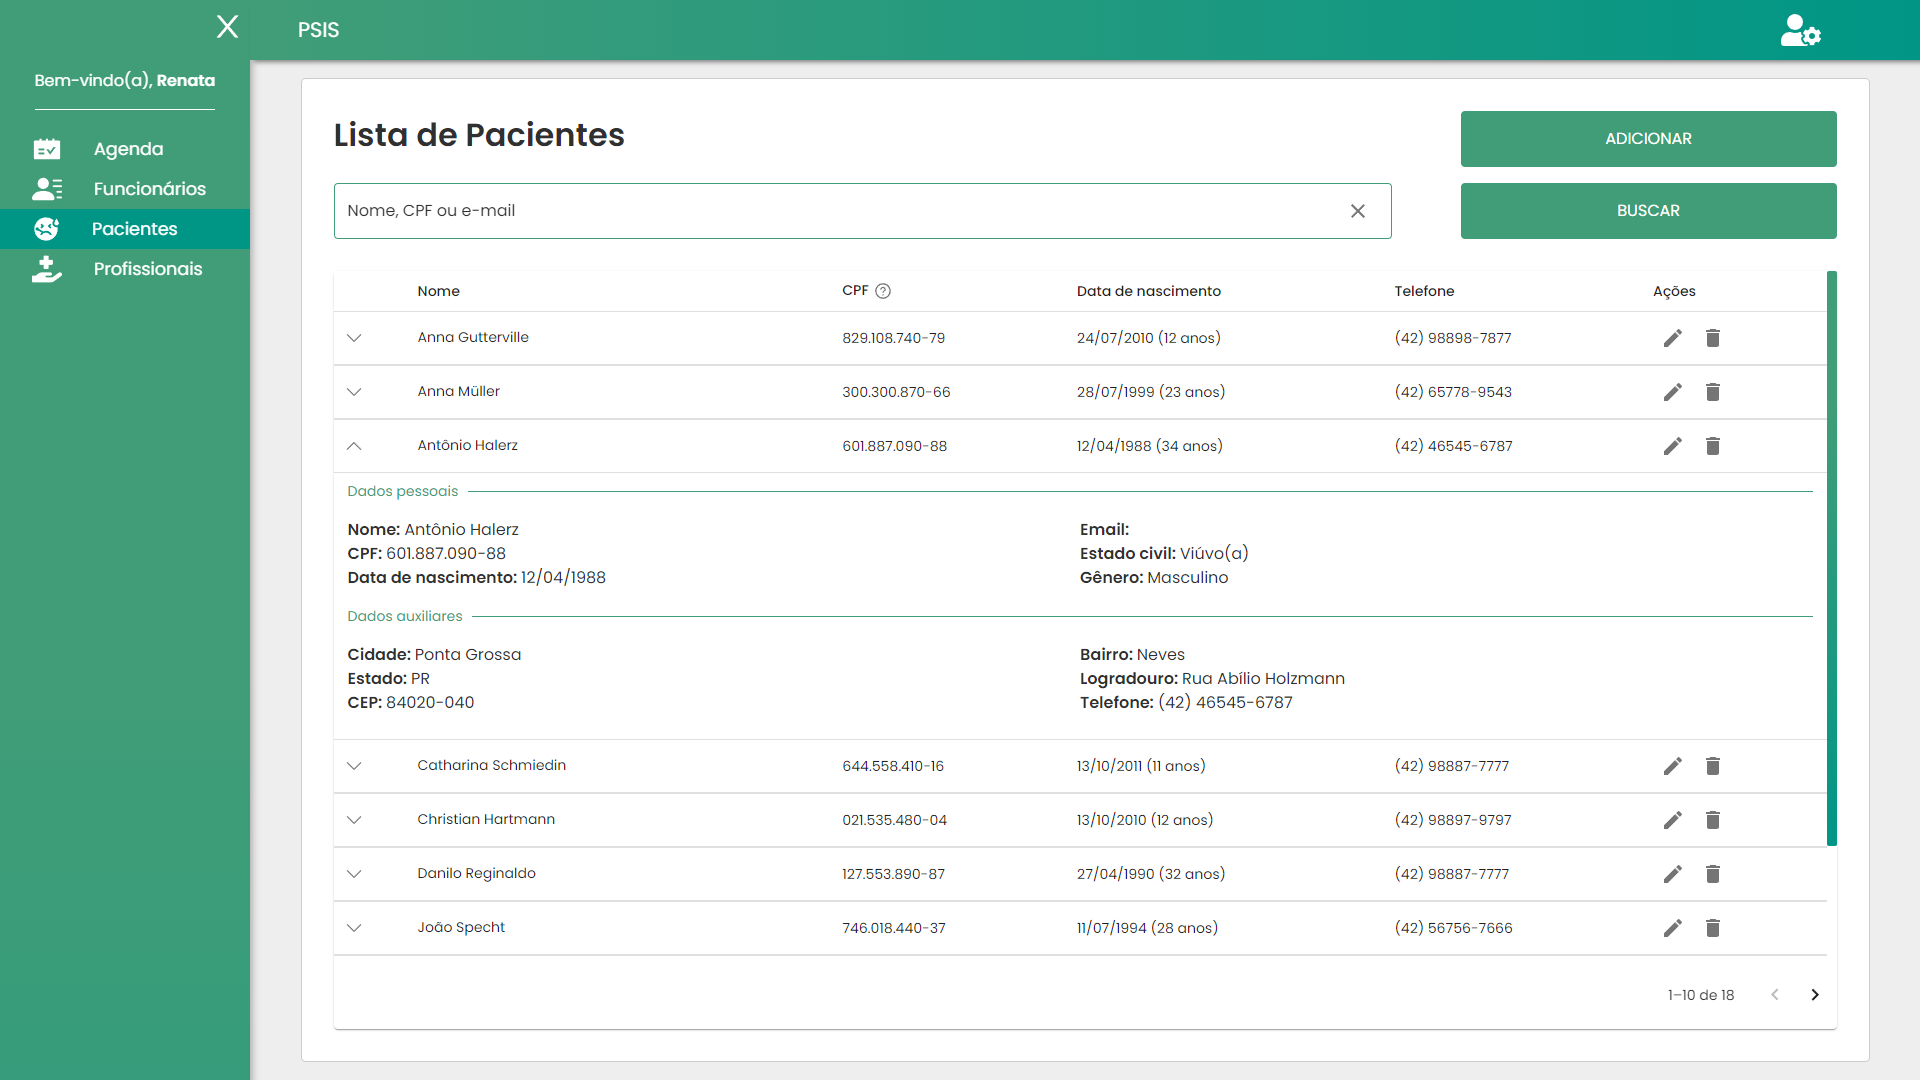 X
PSIS
Bem-vindo(a), Renata
Agenda
Funcionários
Pacientes
Profissionais
Lista de Pacientes
ADICIONAR
Nome, CPF ou e-mail
BUSCAR
Nome CPF ? Data de nascimento Telefone Ações
Anna Gutterville 829.108.740-79 24/07/2010 (12 anos) (42) 98898-7877
Anna Müller 300.300.870-66 28/07/1999 (23 anos) (42) 65778-9543
Antônio Halerz 601.887.090-88 12/04/1988 (34 anos) (42) 46545-6787
Dados pessoais
Nome: Antônio Halerz Email:
CPF: 601.887.090-88 Estado civil: Viúvo(a)
Data de nascimento: 12/04/1988 Gênero: Masculino
Dados auxiliares
Cidade: Ponta Grossa Bairro: Neves
Estado: PR Logradouro: Rua Abílio Holzmann
CEP: 84020-040 Telefone: (42) 46545-6787
Catharina Schmiedin 644.558.410-16 13/10/2011 (11 anos) (42) 98887-7777
Christian Hartmann 021.535.480-04 13/10/2010 (12 anos) (42) 98897-9797
Danilo Reginaldo 127.553.890-87 27/04/1990 (32 anos) (42) 98887-7777
João Specht 746.018.440-37 11/07/1994 (28 anos) (42) 56756-7666
1–10 de 18